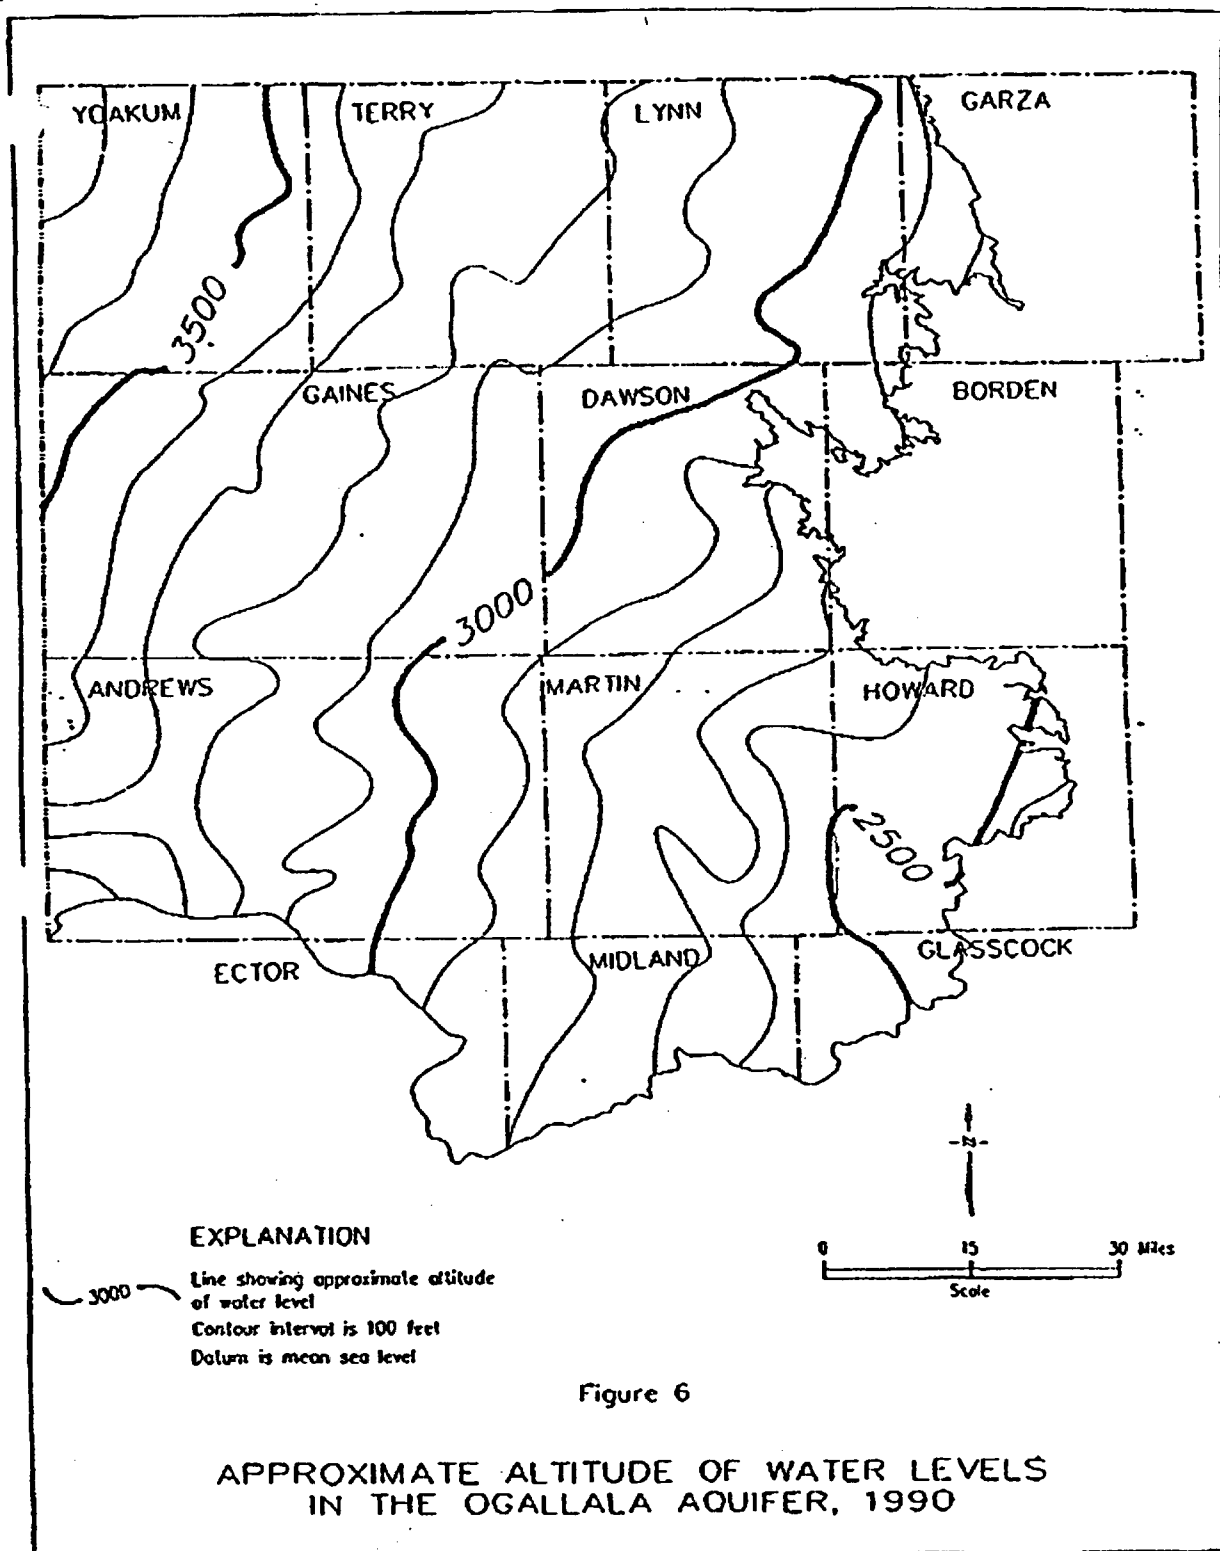 YOAKUM
TERRY
LYNN
GARZA
3500
GAINES
DAWSON
BORDEN
3000
ANDREWS
MARTIN
HOWARD
2500
ECTOR
MIDLAND
GLASSCOCK
N
EXPLANATION
3000
Line showing approximate altitude
of water level
Contour interval is 100 feet
Datum is mean sea level
0 15 30 Miles
Scale
Figure 6
APPROXIMATE ALTITUDE OF WATER LEVELS
IN THE OGALLALA AQUIFER, 1990